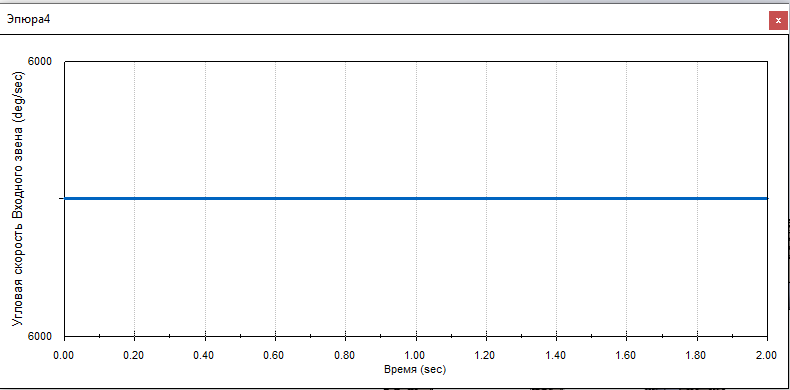 Эпюра4
x
6000
Угловая скорость Входного звена (deg/sec)
6000
0.00 0.20 0.40 0.60 0.80 1.00 1.20 1.40 1.60 1.80 2.00
Время (sec)